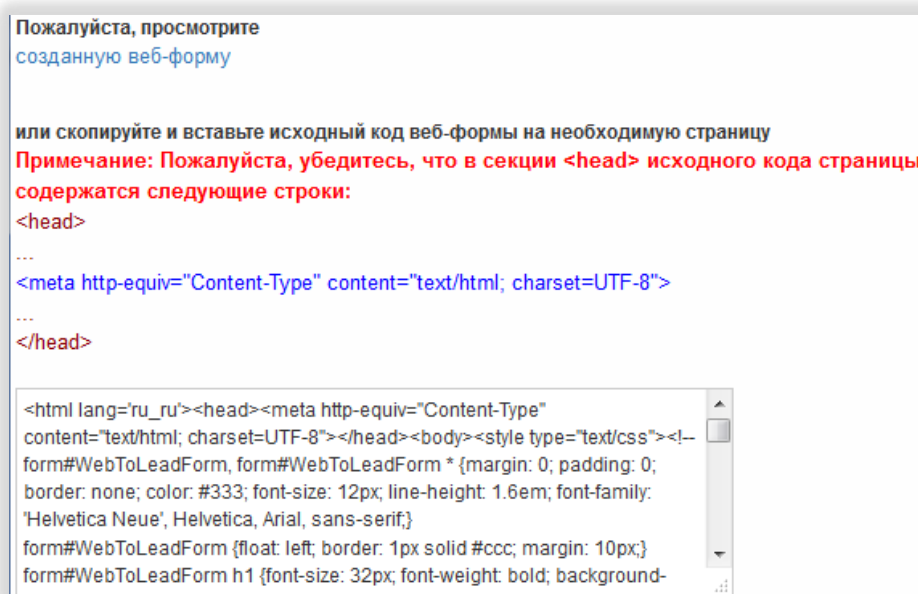 Пожалуйста, просмотрите
созданную веб-форму
или скопируйте и вставьте исходный код веб-формы на необходимую страницу
Примечание: Пожалуйста, убедитесь, что в секции <head> исходного кода страницы
содержатся следующие строки:
<head>
...
<meta http-equiv="Content-Type" content="text/html; charset=UTF-8">
...
</head>
<html lang='ru_ru'><head><meta http-equiv="Content-Type"
content="text/html; charset=UTF-8"></head><body><style type="text/css"><!--
form#WebToLeadForm, form#WebToLeadForm * {margin: 0; padding: 0;
border: none; color: #333; font-size: 12px; line-height: 1.6em; font-family:
'Helvetica Neue', Helvetica, Arial, sans-serif;}
form#WebToLeadForm {float: left; border: 1px solid #ccc; margin: 10px;}
form#WebToLeadForm h1 {font-size: 32px; font-weight: bold; background-